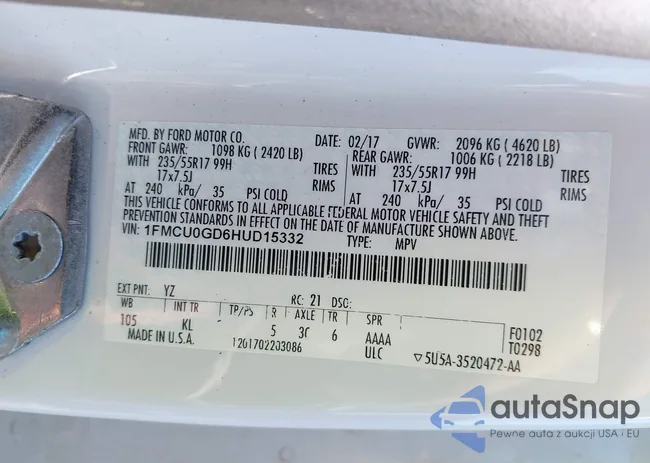 MFD. BY FORD MOTOR CO. DATE: 02/17 GVWR: 2096 KG ( 4620 LB)
FRONT GAWR: 1098 KG ( 2420 LB) REAR GAWR: 1006 KG ( 2218 LB)
WITH 235/55R17 99H TIRES WITH 235/55R17 99H TIRES
17x7.5J RIMS 17x7.5J RIMS
AT 240 kPa/ 35 PSI COLD AT 240 kPa/ 35 PSI COLD
THIS VEHICLE CONFORMS TO ALL APPLICABLE FEDERAL MOTOR VEHICLE SAFETY AND THEFT
PREVENTION STANDARDS IN EFFECT ON THE DATE OF MANUFACTURE SHOWN ABOVE.
VIN: 1FMCU0GD6HUD15332 TYPE: MPV
EXT PNT: YZ RC: 21 DSO:
WB INT TR TP/PS R AXLE TR SPR F0102
105 KL 5 3C 6 AAAA T0298
MADE IN U.S.A. 1201702203086 ULC ▽5U5A-3520472-AA
autaSnap
Pewne auta z aukcji USA i EU